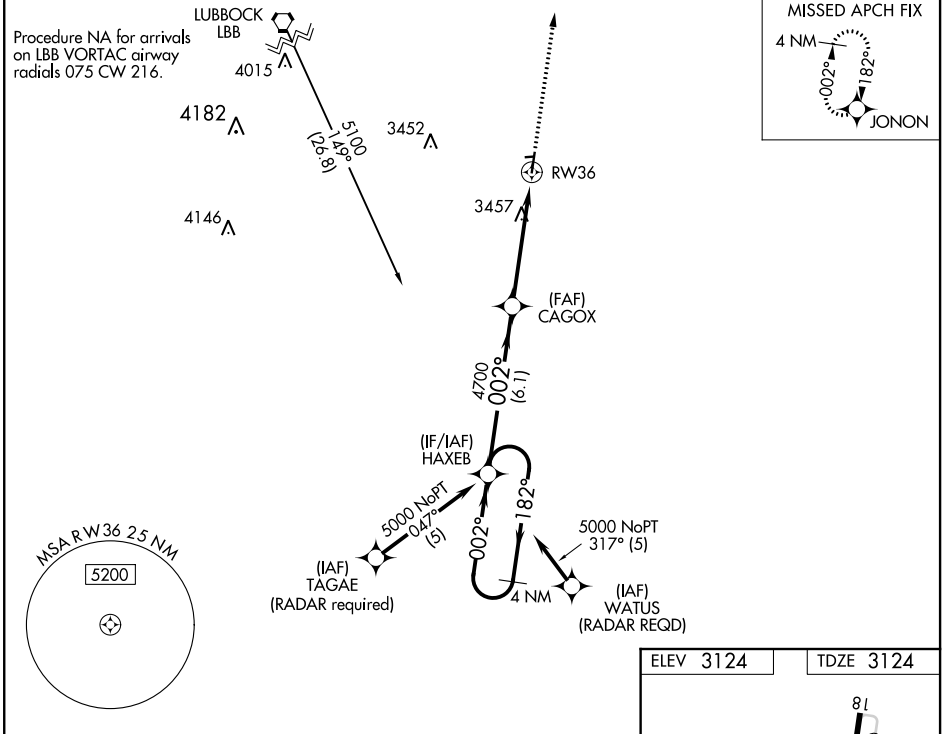 Procedure NA for arrivals
on LBB VORTAC airway
radials 075 CW 216.
LUBBOCK
LBB
4015
4182
3452
4146
5100
149°
(26.8)
MISSED APCH FIX
4 NM
002°
182°
JONON
RW36
3457
(FAF)
CAGOX
4700
002°
(6.1)
(IF/IAF)
HAXEB
5000 NoPT
047°
(5)
002°
182°
4 NM
5000 NoPT
317° (5)
(IAF)
TAGAE
(RADAR required)
(IAF)
WATUS
(RADAR REQD)
MSA RW36 25 NM
5200
ELEV 3124
TDZE 3124
18